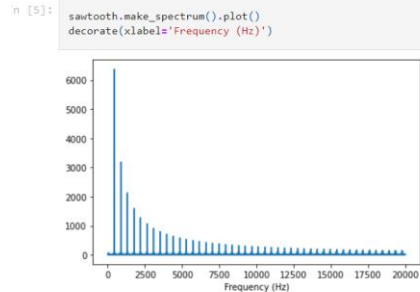 n [5]:
sawtooth.make_spectrum().plot()
decorate(xlabel='Frequency (Hz)')
6000
5000
4000
3000
2000
1000
0
0 2500 5000 7500 10000 12500 15000 17500 20000
Frequency (Hz)